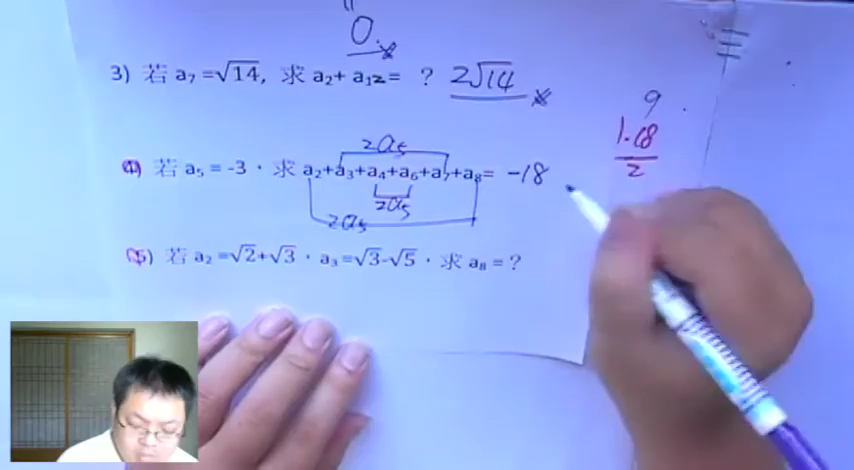 0.
3) 若 a₇ =√14, 求 a₂+ a₁₂= ? 2√14
9
1.18
2
2a₅
(4) 若 a₅ = -3 · 求 a₂+a₃+a₄+a₆+a₇+a₈= -18
2a₅
2a₅
(5) 若 a₂ =√2+√3 · a₃ =√3-√5 · 求 a₈ = ?